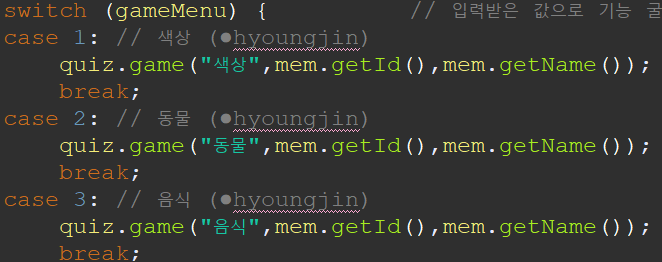 switch (gameMenu) { // 입력받은 값으로 기능 굴
case 1: // 색상 (●hyoungjin)
quiz.game("색상",mem.getId(),mem.getName());
break;
case 2: // 동물 (●hyoungjin)
quiz.game("동물",mem.getId(),mem.getName());
break;
case 3: // 음식 (●hyoungjin)
quiz.game("음식",mem.getId(),mem.getName());
break;